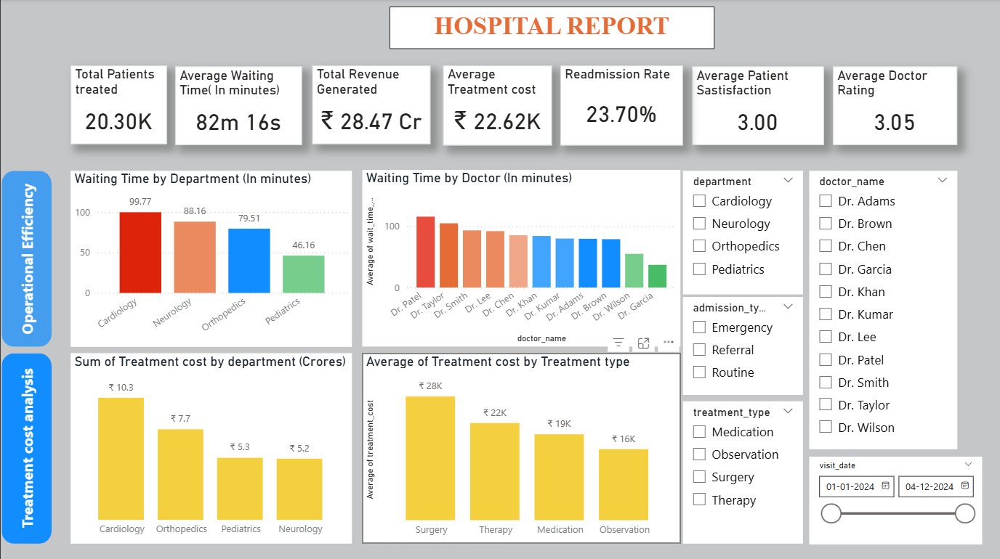 HOSPITAL REPORT
Total Patients
treated
20.30K
Average Waiting
Time( In minutes)
82m 16s
Total Revenue
Generated
₹ 28.47 Cr
Average
Treatment cost
₹ 22.62K
Readmission Rate
23.70%
Average Patient
Sastisfaction
3.00
Average Doctor
Rating
3.05
Operational Efficiency
Waiting Time by Department (In minutes)
100
50
0
99.77
88.16
79.51
46.16
Cardiology
Neurology
Orthopedics
Pediatrics
Waiting Time by Doctor (In minutes)
Average of wait_time_...
100
0
Dr. Patel
Dr. Taylor
Dr. Smith
Dr. Lee
Dr. Chen
Dr. Khan
Dr. Kumar
Dr. Adams
Dr. Brown
Dr. Wilson
Dr. Garcia
doctor_name
department
Cardiology
Neurology
Orthopedics
Pediatrics
admission_ty...
Emergency
Referral
Routine
treatment_type
Medication
Observation
Surgery
Therapy
doctor_name
Dr. Adams
Dr. Brown
Dr. Chen
Dr. Garcia
Dr. Khan
Dr. Kumar
Dr. Lee
Dr. Patel
Dr. Smith
Dr. Taylor
Dr. Wilson
visit_date
01-01-2024
04-12-2024
Treatment cost analysis
Sum of Treatment cost by department (Crores)
₹ 10.3
₹ 7.7
₹ 5.3
₹ 5.2
Cardiology
Orthopedics
Pediatrics
Neurology
Average of Treatment cost by Treatment type
Average of treatment_cost
₹ 28K
₹ 22K
₹ 19K
₹ 16K
Surgery
Therapy
Medication
Observation